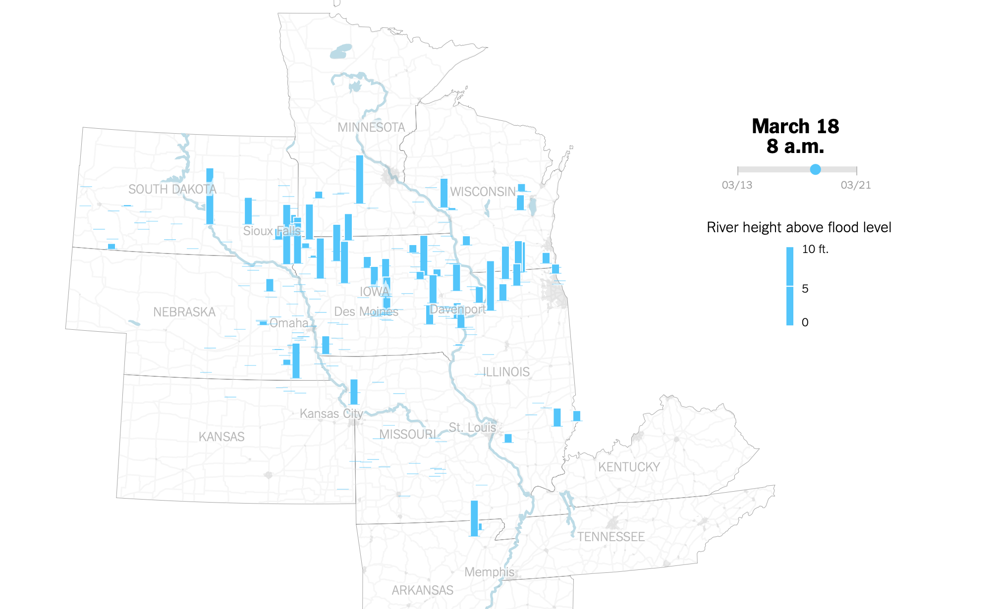 MINNESOTA
March 18
8 a.m.
03/13
03/21
SOUTH DAKOTA
WISCONSIN
River height above flood level
Sioux Falls
10 ft.
5
0
IOWA
NEBRASKA
Des Moines
Davenport
Omaha
ILLINOIS
Kansas City
St. Louis
KANSAS
MISSOURI
KENTUCKY
TENNESSEE
Memphis
ARKANSAS